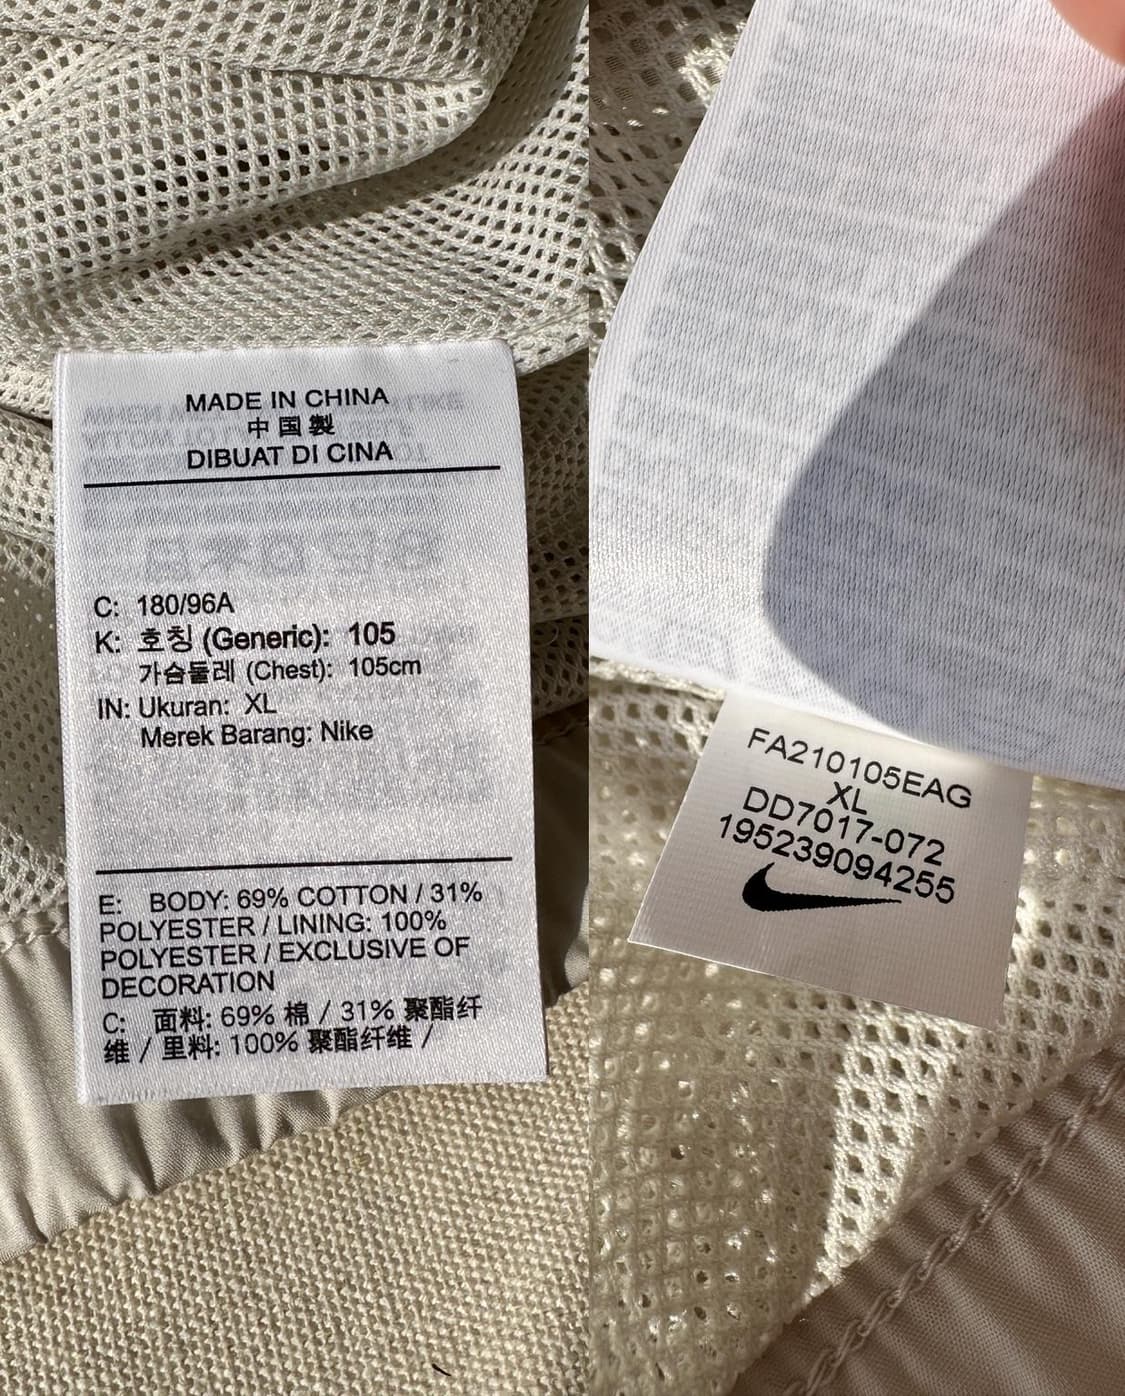 MADE IN CHINA
中国製
DIBUAT DI CINA
C: 180/96A
K: 호칭 (Generic): 105
가슴둘레 (Chest): 105cm
IN: Ukuran: XL
Merek Barang: Nike
E: BODY: 69% COTTON / 31%
POLYESTER / LINING: 100%
POLYESTER / EXCLUSIVE OF
DECORATION
C: 面料: 69% 棉 / 31% 聚酯纤
维 / 里料: 100% 聚酯纤维 /
FA210105EAG
XL
DD7017-072
195239094255